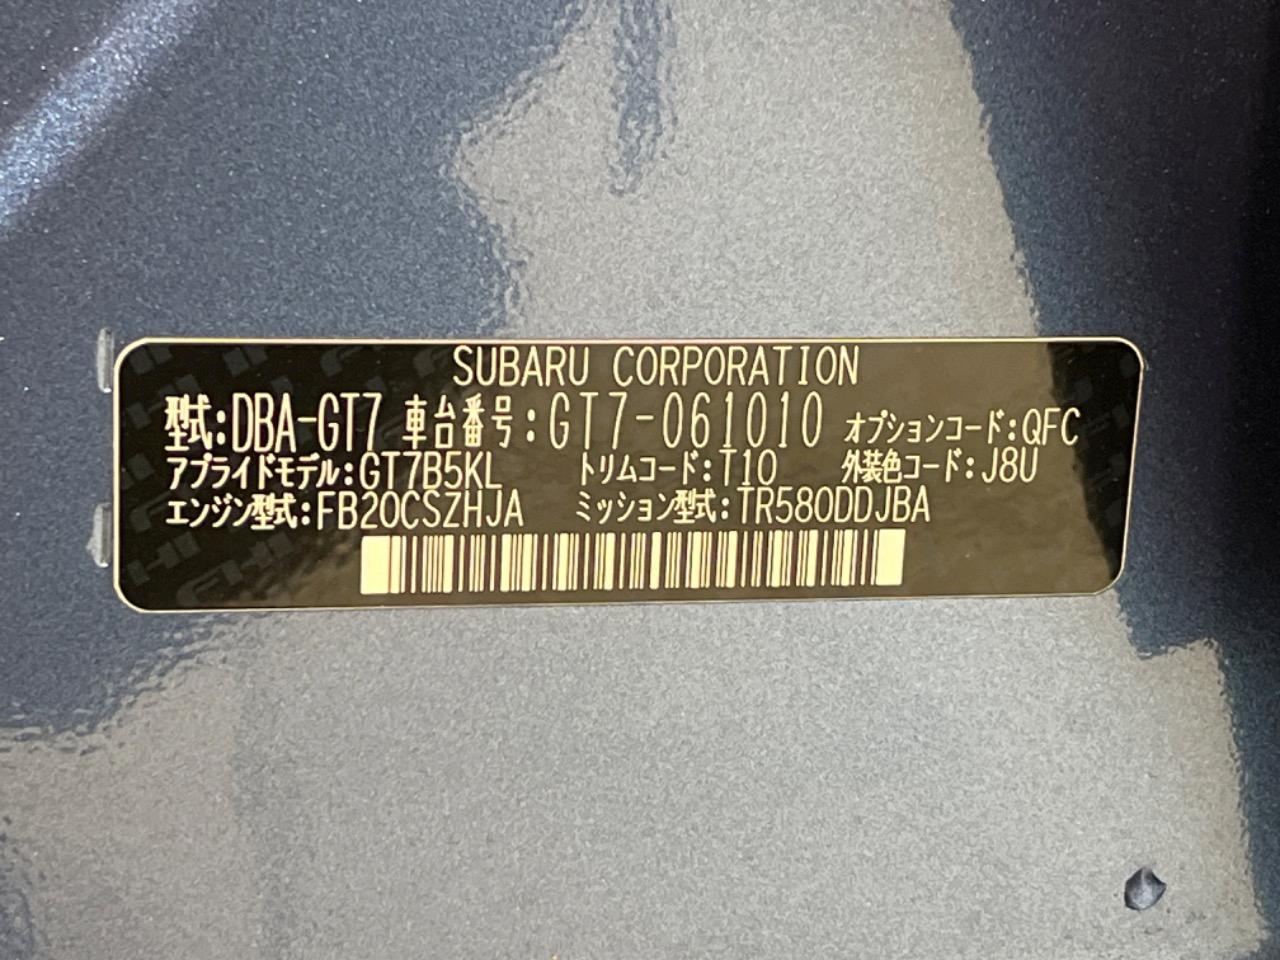 SUBARU CORPORATION
型式:DBA-GT7 車台番号:GT7-061010 オプションコード:QFC
アプライドモデル:GT7B5KL トリムコード:T10 外装色コード:J8U
エンジン型式:FB20CSZHJA ミッション型式:TR580DDJBA